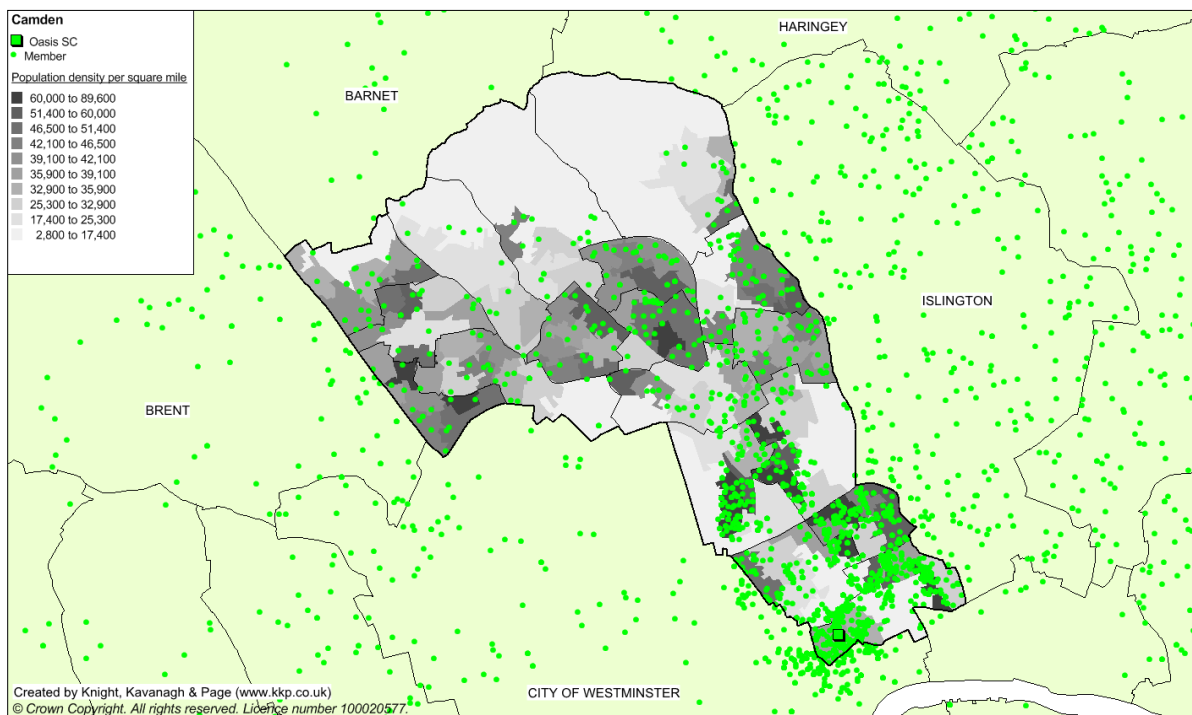 Camden
Oasis SC
Member
Population density per square mile
60,000 to 89,600
51,400 to 60,000
46,500 to 51,400
42,100 to 46,500
39,100 to 42,100
35,900 to 39,100
32,900 to 35,900
25,300 to 32,900
17,400 to 25,300
2,800 to 17,400
HARINGEY
BARNET
ISLINGTON
BRENT
CITY OF WESTMINSTER
Created by Knight, Kavanagh & Page (www.kkp.co.uk)
© Crown Copyright. All rights reserved. Licence number 100020577.